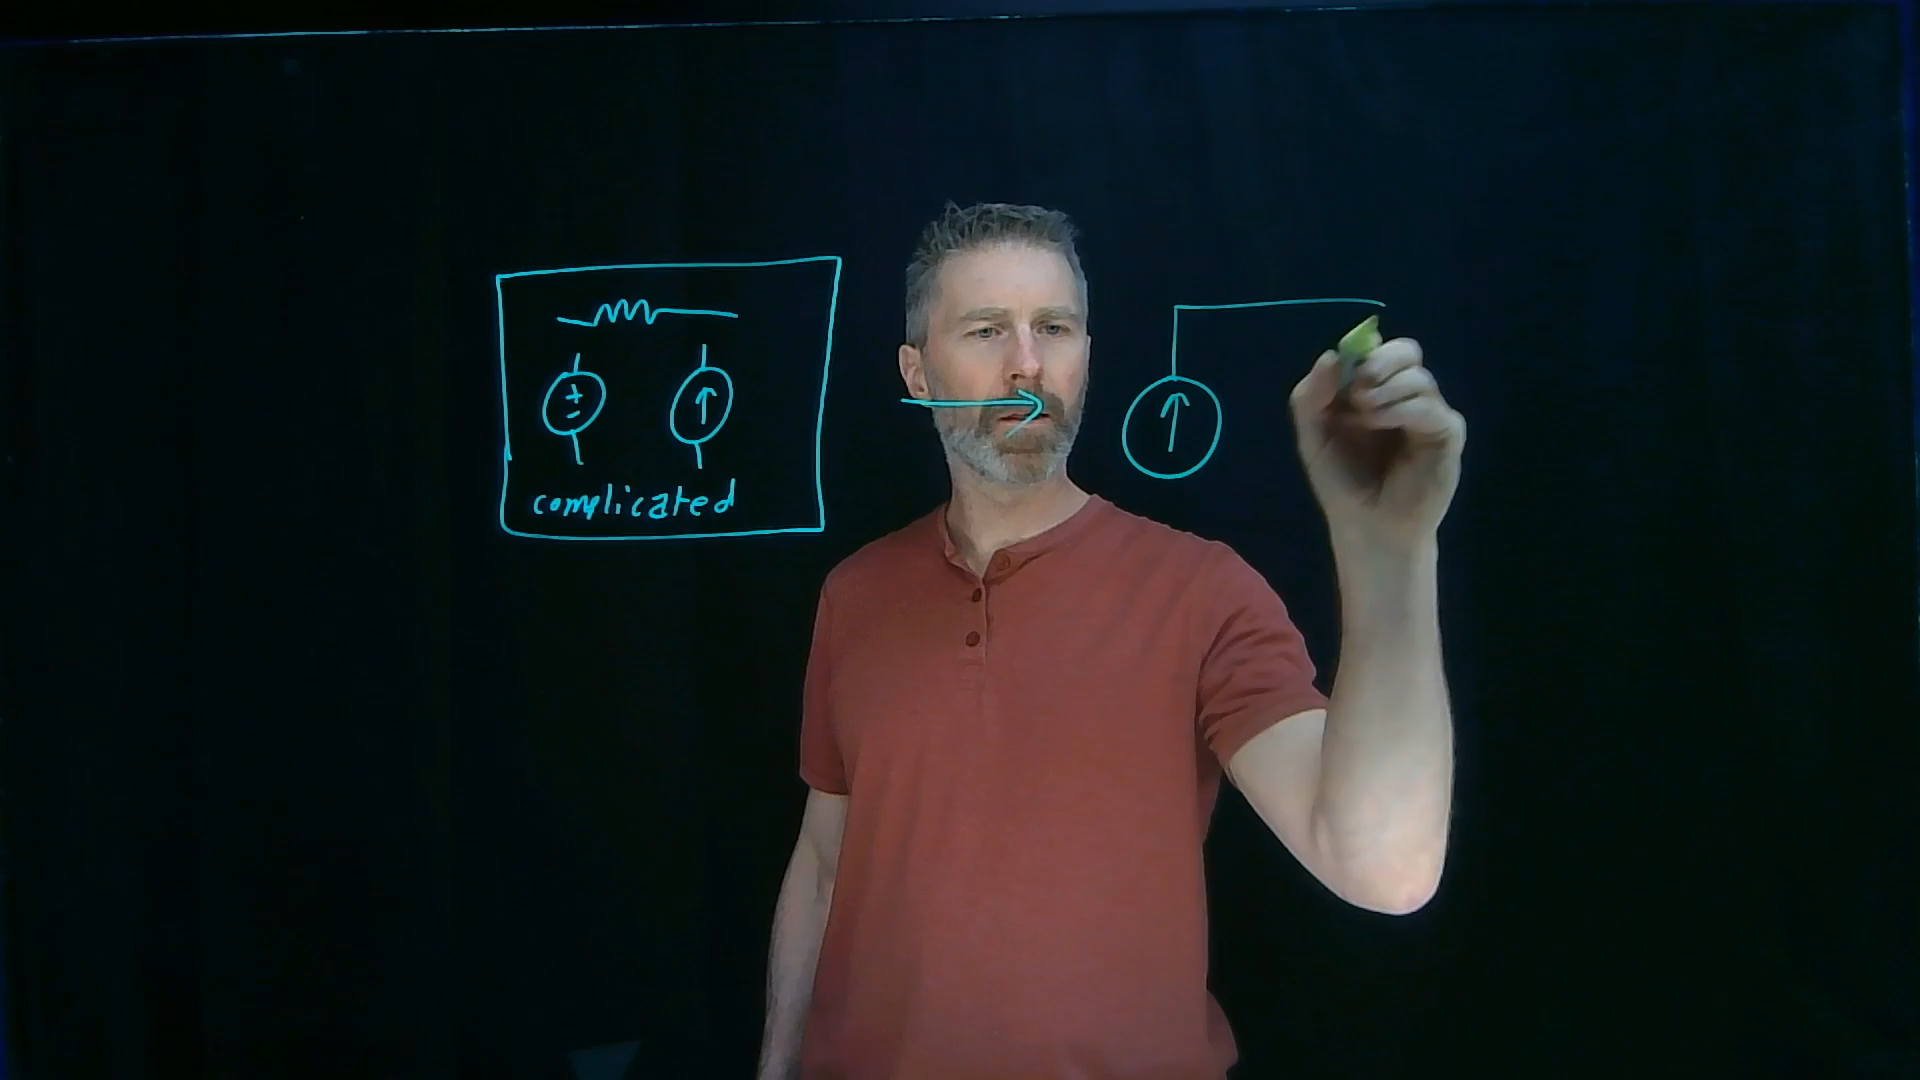 +
-
complicated